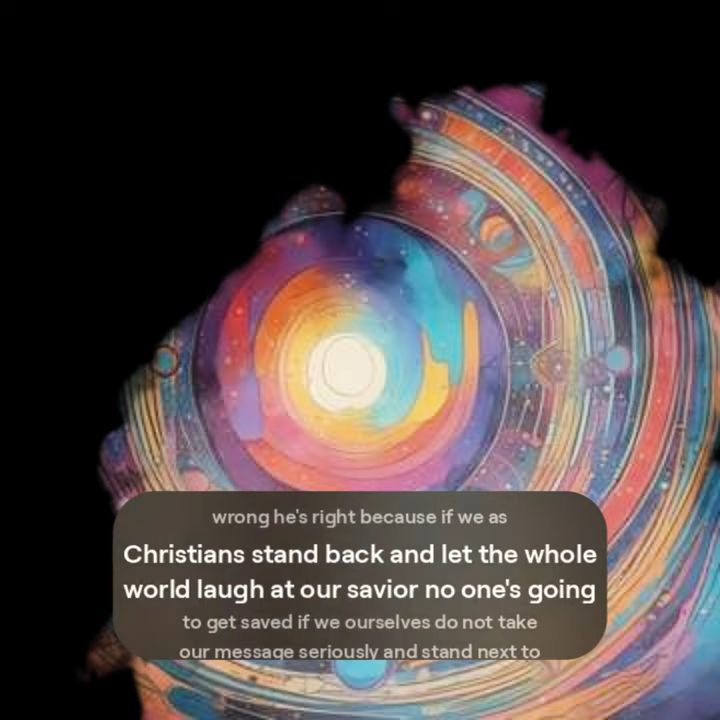 wrong he's right because if we as
Christians stand back and let the whole
world laugh at our savior no one's going
to get saved if we ourselves do not take
our message seriously and stand next to